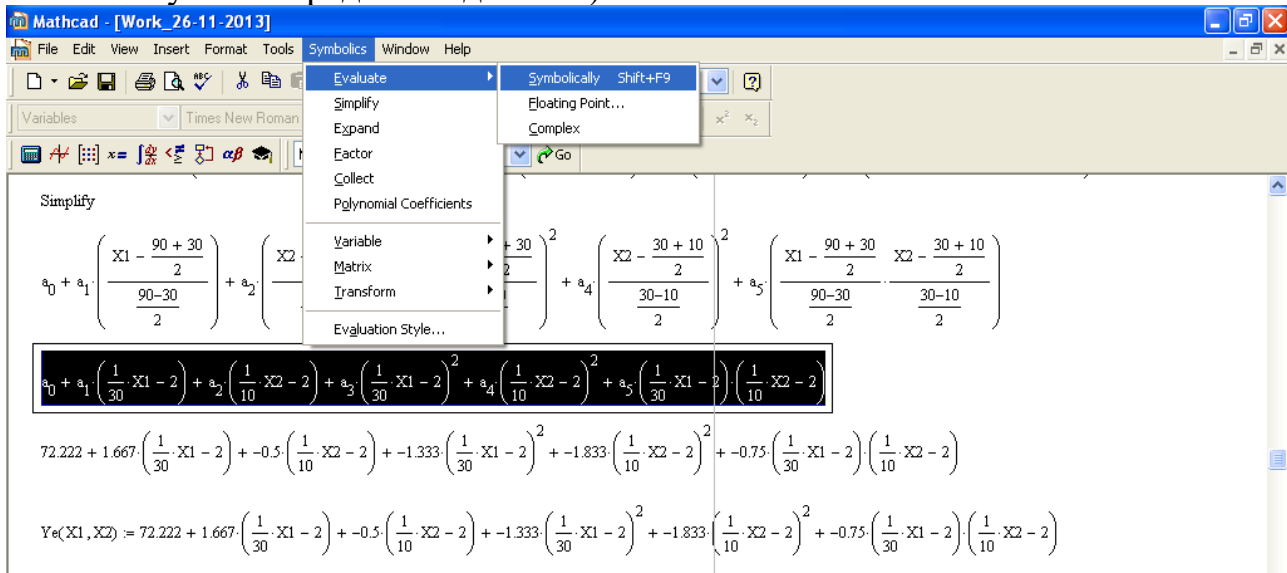 Mathcad - [Work_26-11-2013]
File Edit View Insert Format Tools Symbolics Window Help
Evaluate Symbolically Shift+F9
Variables Times New Roman Simplify Floating Point...
Expand Complex
Factor Go
Collect
Polynomial Coefficients
Variable
Matrix
Transform
Evaluation Style...
Simplify
a₀ + a₁·((X1 − (90 + 30)/2)/((90−30)/2)) + a₂·((X2 + 30)/2)² + a₄·((X2 − (30 + 10)/2)/((30−10)/2))² + a₅·((X1 − (90 + 30)/2)/((90−30)/2)·(X2 − (30 + 10)/2)/((30−10)/2))
a₀ + a₁·(1/30·X1 − 2) + a₂·(1/10·X2 − 2) + a₃·(1/30·X1 − 2)² + a₄·(1/10·X2 − 2)² + a₅·(1/30·X1 − 2)·(1/10·X2 − 2)
72.222 + 1.667·(1/30·X1 − 2) + −0.5·(1/10·X2 − 2) + −1.333·(1/30·X1 − 2)² + −1.833·(1/10·X2 − 2)² + −0.75·(1/30·X1 − 2)·(1/10·X2 − 2)
Ye(X1,X2) := 72.222 + 1.667·(1/30·X1 − 2) + −0.5·(1/10·X2 − 2) + −1.333·(1/30·X1 − 2)² + −1.833·(1/10·X2 − 2)² + −0.75·(1/30·X1 − 2)·(1/10·X2 − 2)